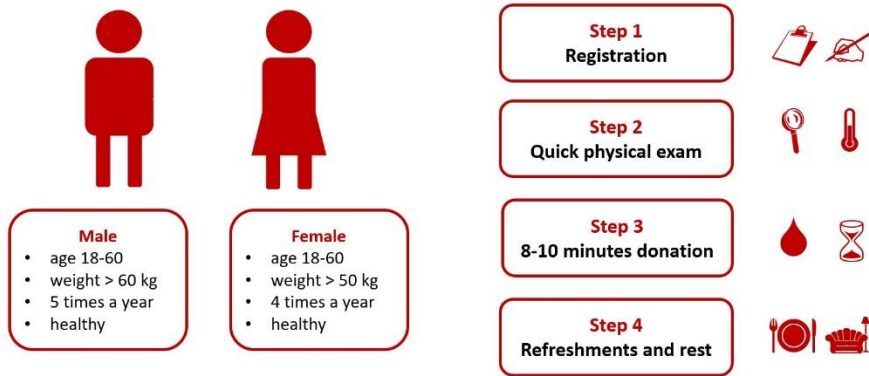 Male
• age 18-60
• weight > 60 kg
• 5 times a year
• healthy
Female
• age 18-60
• weight > 50 kg
• 4 times a year
• healthy
Step 1
Registration
Step 2
Quick physical exam
Step 3
8-10 minutes donation
Step 4
Refreshments and rest